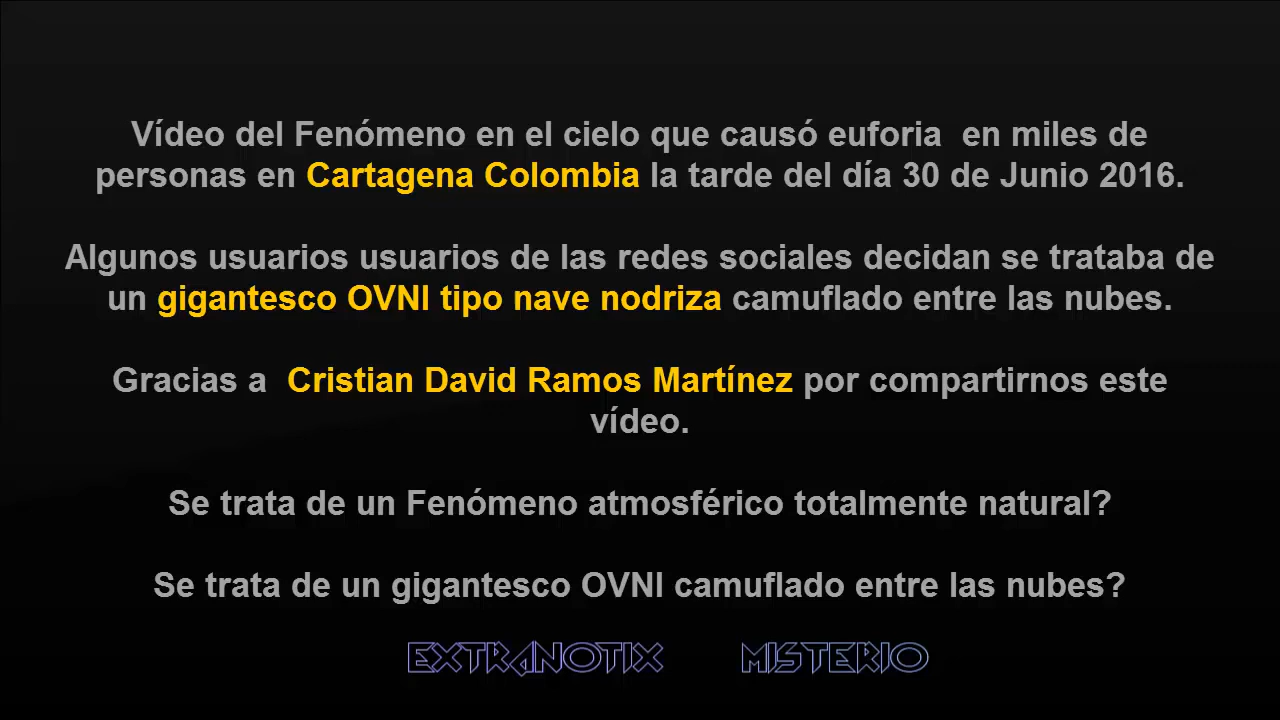 Vídeo del Fenómeno en el cielo que causó euforia  en miles de
personas en Cartagena Colombia la tarde del día 30 de Junio 2016.
Algunos usuarios usuarios de las redes sociales decidan se trataba de
un gigantesco OVNI tipo nave nodriza camuflado entre las nubes.
Gracias a  Cristian David Ramos Martínez por compartirnos este
vídeo.
Se trata de un Fenómeno atmosférico totalmente natural?
Se trata de un gigantesco OVNI camuflado entre las nubes?
EXTRANOTIX MISTERIO